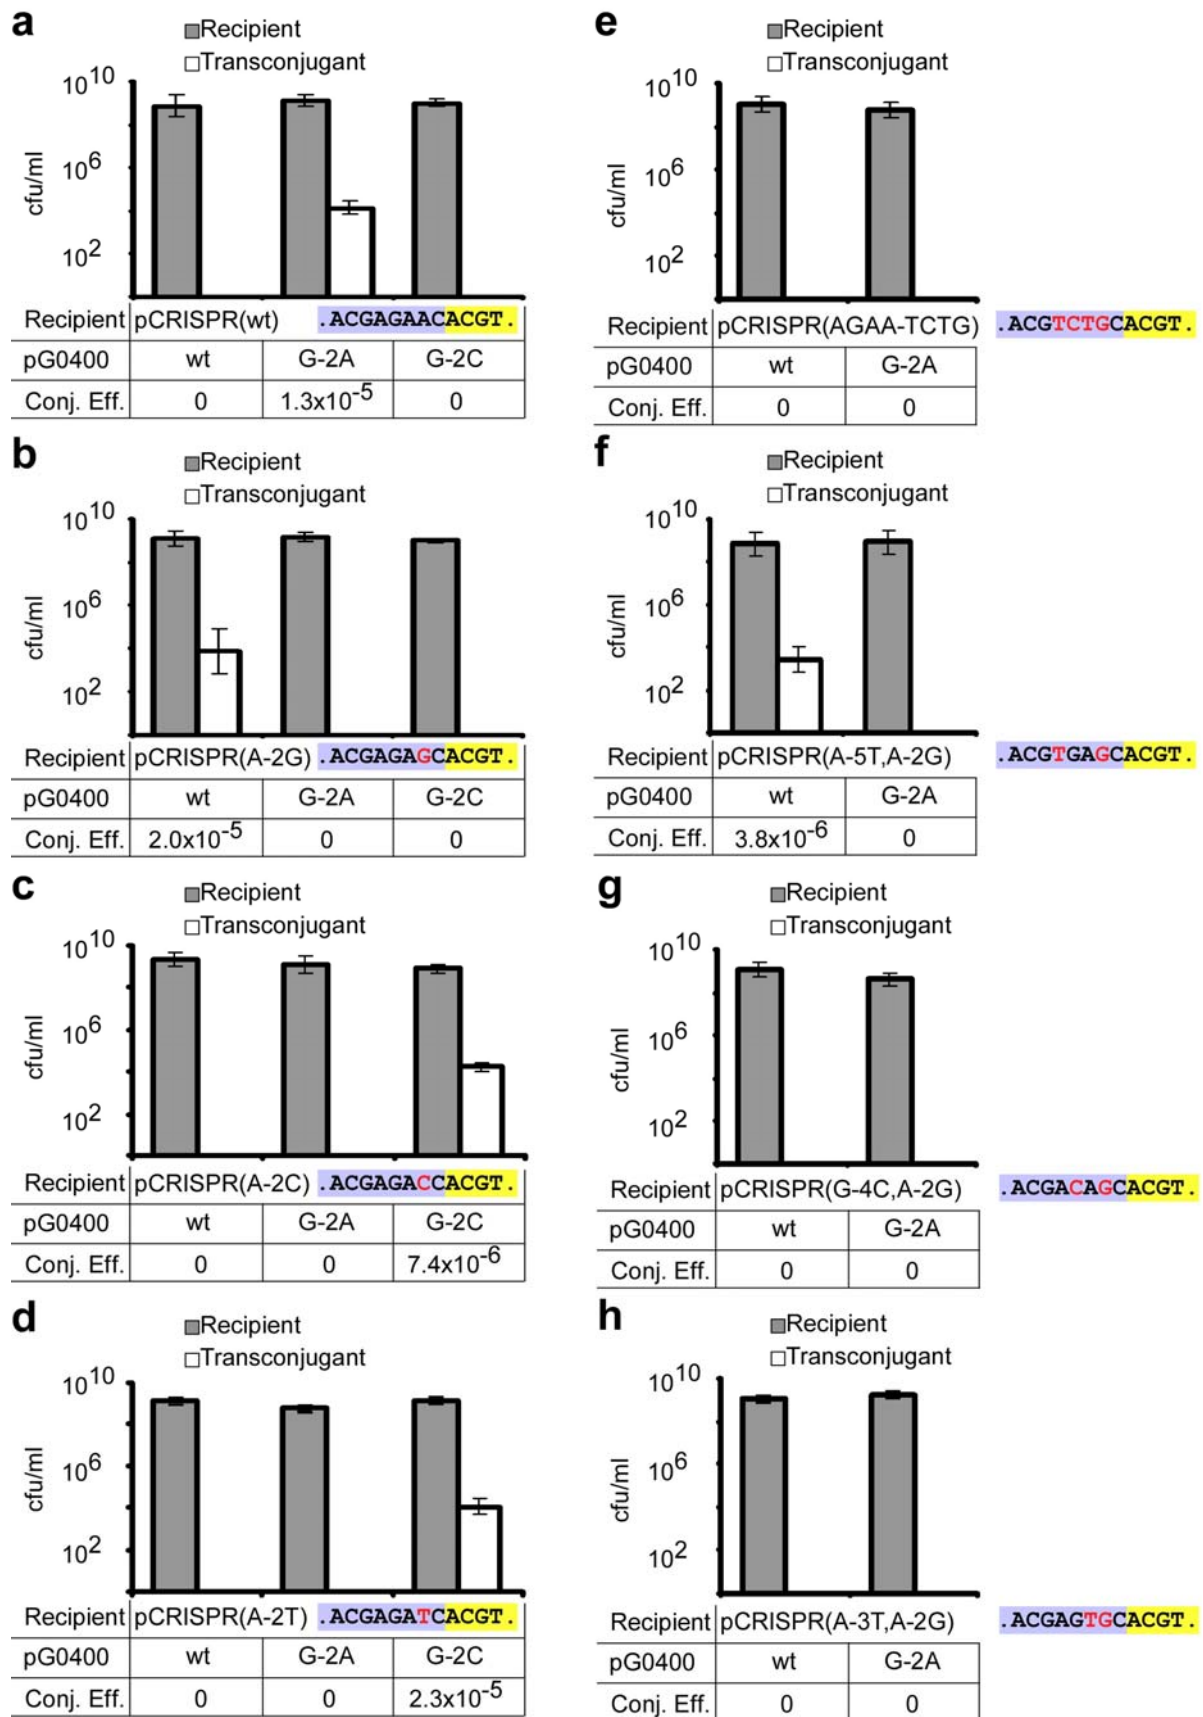 a
Recipient
Transconjugant
cfu/ml
10^10
10^6
10^2
Recipient pCRISPR(wt) .ACGAGAACACGT.
pG0400 wt G-2A G-2C
Conj. Eff. 0 1.3x10^-5 0
b
Recipient
Transconjugant
cfu/ml
10^10
10^6
10^2
Recipient pCRISPR(A-2G) .ACGAGAGCACGT.
pG0400 wt G-2A G-2C
Conj. Eff. 2.0x10^-5 0 0
c
Recipient
Transconjugant
cfu/ml
10^10
10^6
10^2
Recipient pCRISPR(A-2C) .ACGAGACCACGT.
pG0400 wt G-2A G-2C
Conj. Eff. 0 0 7.4x10^-6
d
Recipient
Transconjugant
cfu/ml
10^10
10^6
10^2
Recipient pCRISPR(A-2T) .ACGAGATCACGT.
pG0400 wt G-2A G-2C
Conj. Eff. 0 0 2.3x10^-5
e
Recipient
Transconjugant
cfu/ml
10^10
10^6
10^2
Recipient pCRISPR(AGAA-TCTG) .ACGTCTGCACGT.
pG0400 wt G-2A
Conj. Eff. 0 0
f
Recipient
Transconjugant
cfu/ml
10^10
10^6
10^2
Recipient pCRISPR(A-5T,A-2G) .ACGTGAGCACGT.
pG0400 wt G-2A
Conj. Eff. 3.8x10^-6 0
g
Recipient
Transconjugant
cfu/ml
10^10
10^6
10^2
Recipient pCRISPR(G-4C,A-2G) .ACGACAGCACGT.
pG0400 wt G-2A
Conj. Eff. 0 0
h
Recipient
Transconjugant
cfu/ml
10^10
10^6
10^2
Recipient pCRISPR(A-3T,A-2G) .ACGAGTGCACGT.
pG0400 wt G-2A
Conj. Eff. 0 0